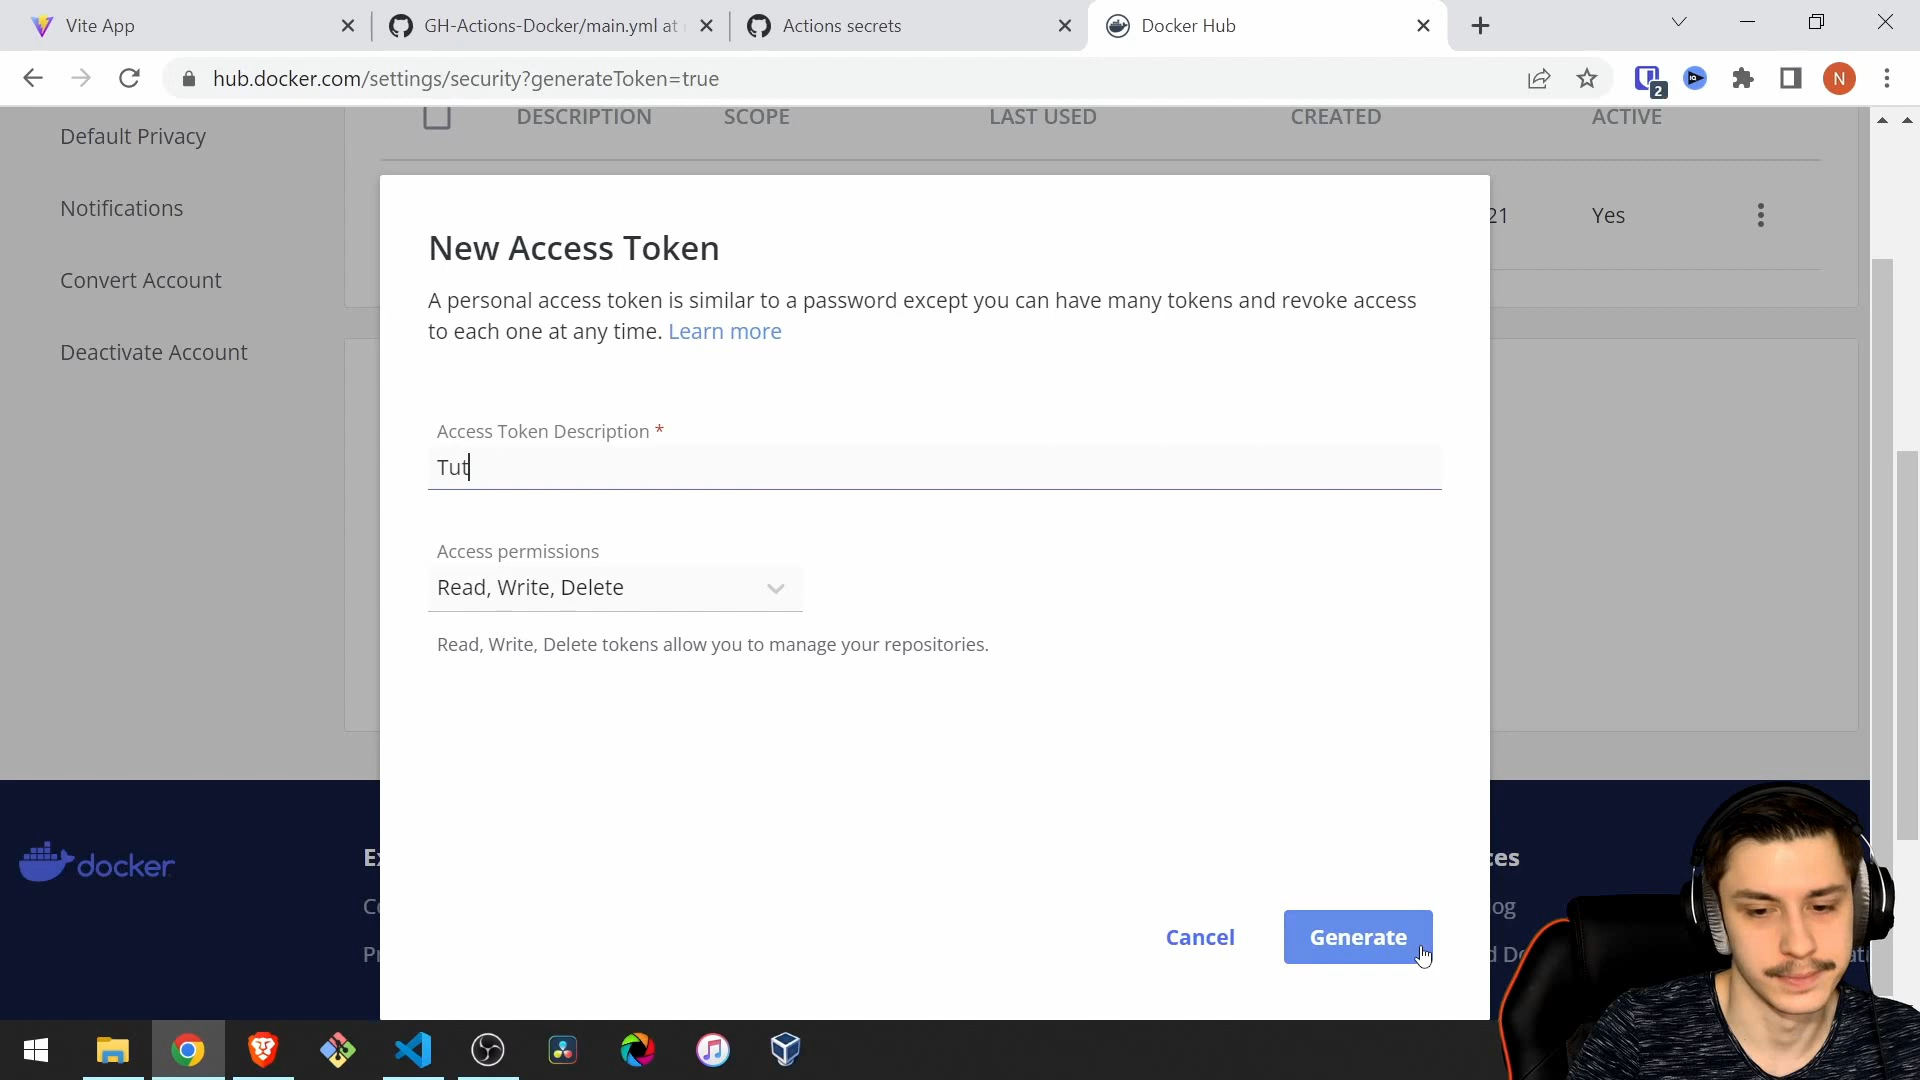 Vite App
GH-Actions-Docker/main.yml at
Actions secrets
Docker Hub
hub.docker.com/settings/security?generateToken=true
2
N
Default Privacy
Notifications
Convert Account
Deactivate Account
DESCRIPTION SCOPE LAST USED CREATED ACTIVE
21 Yes
New Access Token
A personal access token is similar to a password except you can have many tokens and revoke access
to each one at any time. Learn more
Access Token Description *
Tut
Access permissions
Read, Write, Delete
Read, Write, Delete tokens allow you to manage your repositories.
Cancel Generate
docker